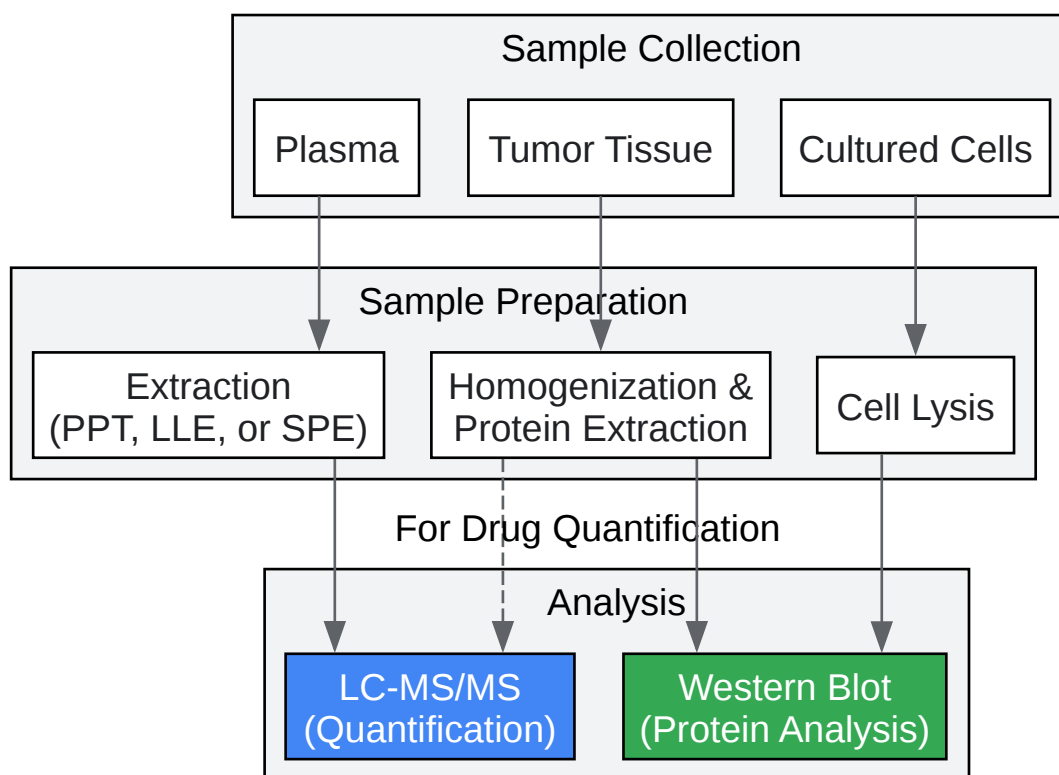 Sample Collection
Plasma
Tumor Tissue
Cultured Cells
Sample Preparation
Extraction
(PPT, LLE, or SPE)
Homogenization &
Protein Extraction
Cell Lysis
For Drug Quantification
Analysis
LC-MS/MS
(Quantification)
Western Blot
(Protein Analysis)